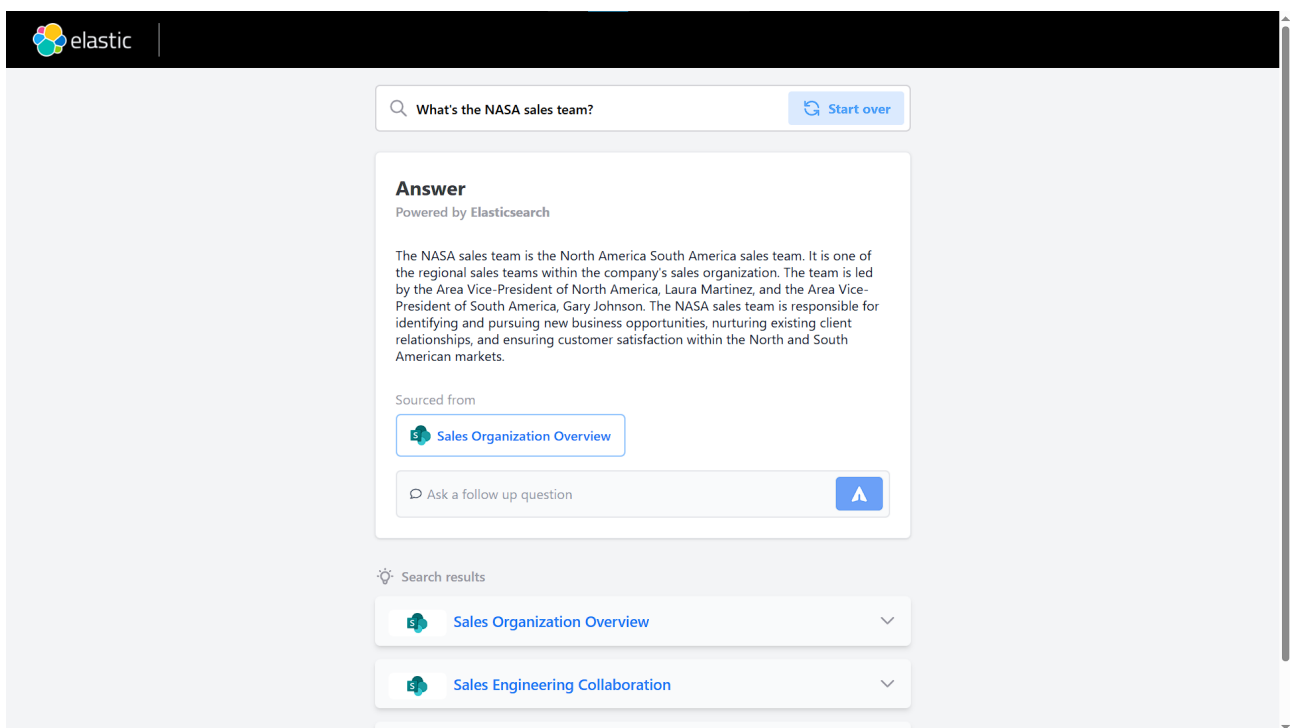 elastic
What's the NASA sales team?
Start over
Answer
Powered by Elasticsearch
The NASA sales team is the North America South America sales team. It is one of
the regional sales teams within the company's sales organization. The team is led
by the Area Vice-President of North America, Laura Martinez, and the Area Vice-
President of South America, Gary Johnson. The NASA sales team is responsible for
identifying and pursuing new business opportunities, nurturing existing client
relationships, and ensuring customer satisfaction within the North and South
American markets.
Sourced from
S Sales Organization Overview
Ask a follow up question
Search results
S Sales Organization Overview
S Sales Engineering Collaboration